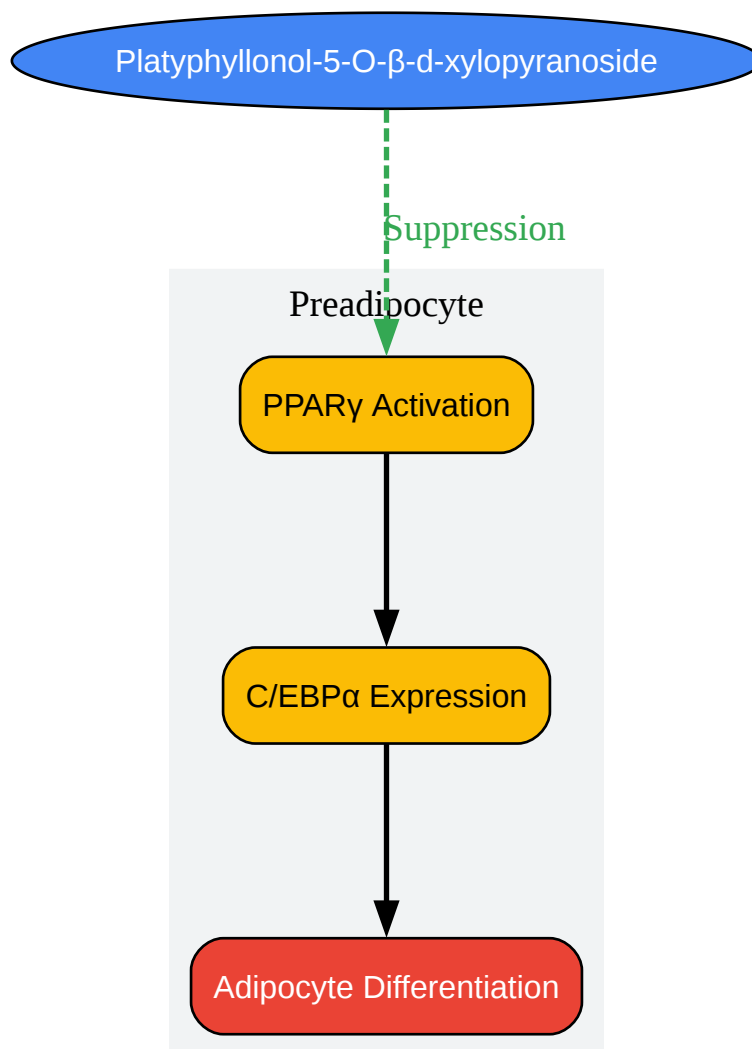 Platyphyllonol-5-O-β-d-xylopyranoside
Suppression
Preadipocyte
PPARγ Activation
C/EBPα Expression
Adipocyte Differentiation